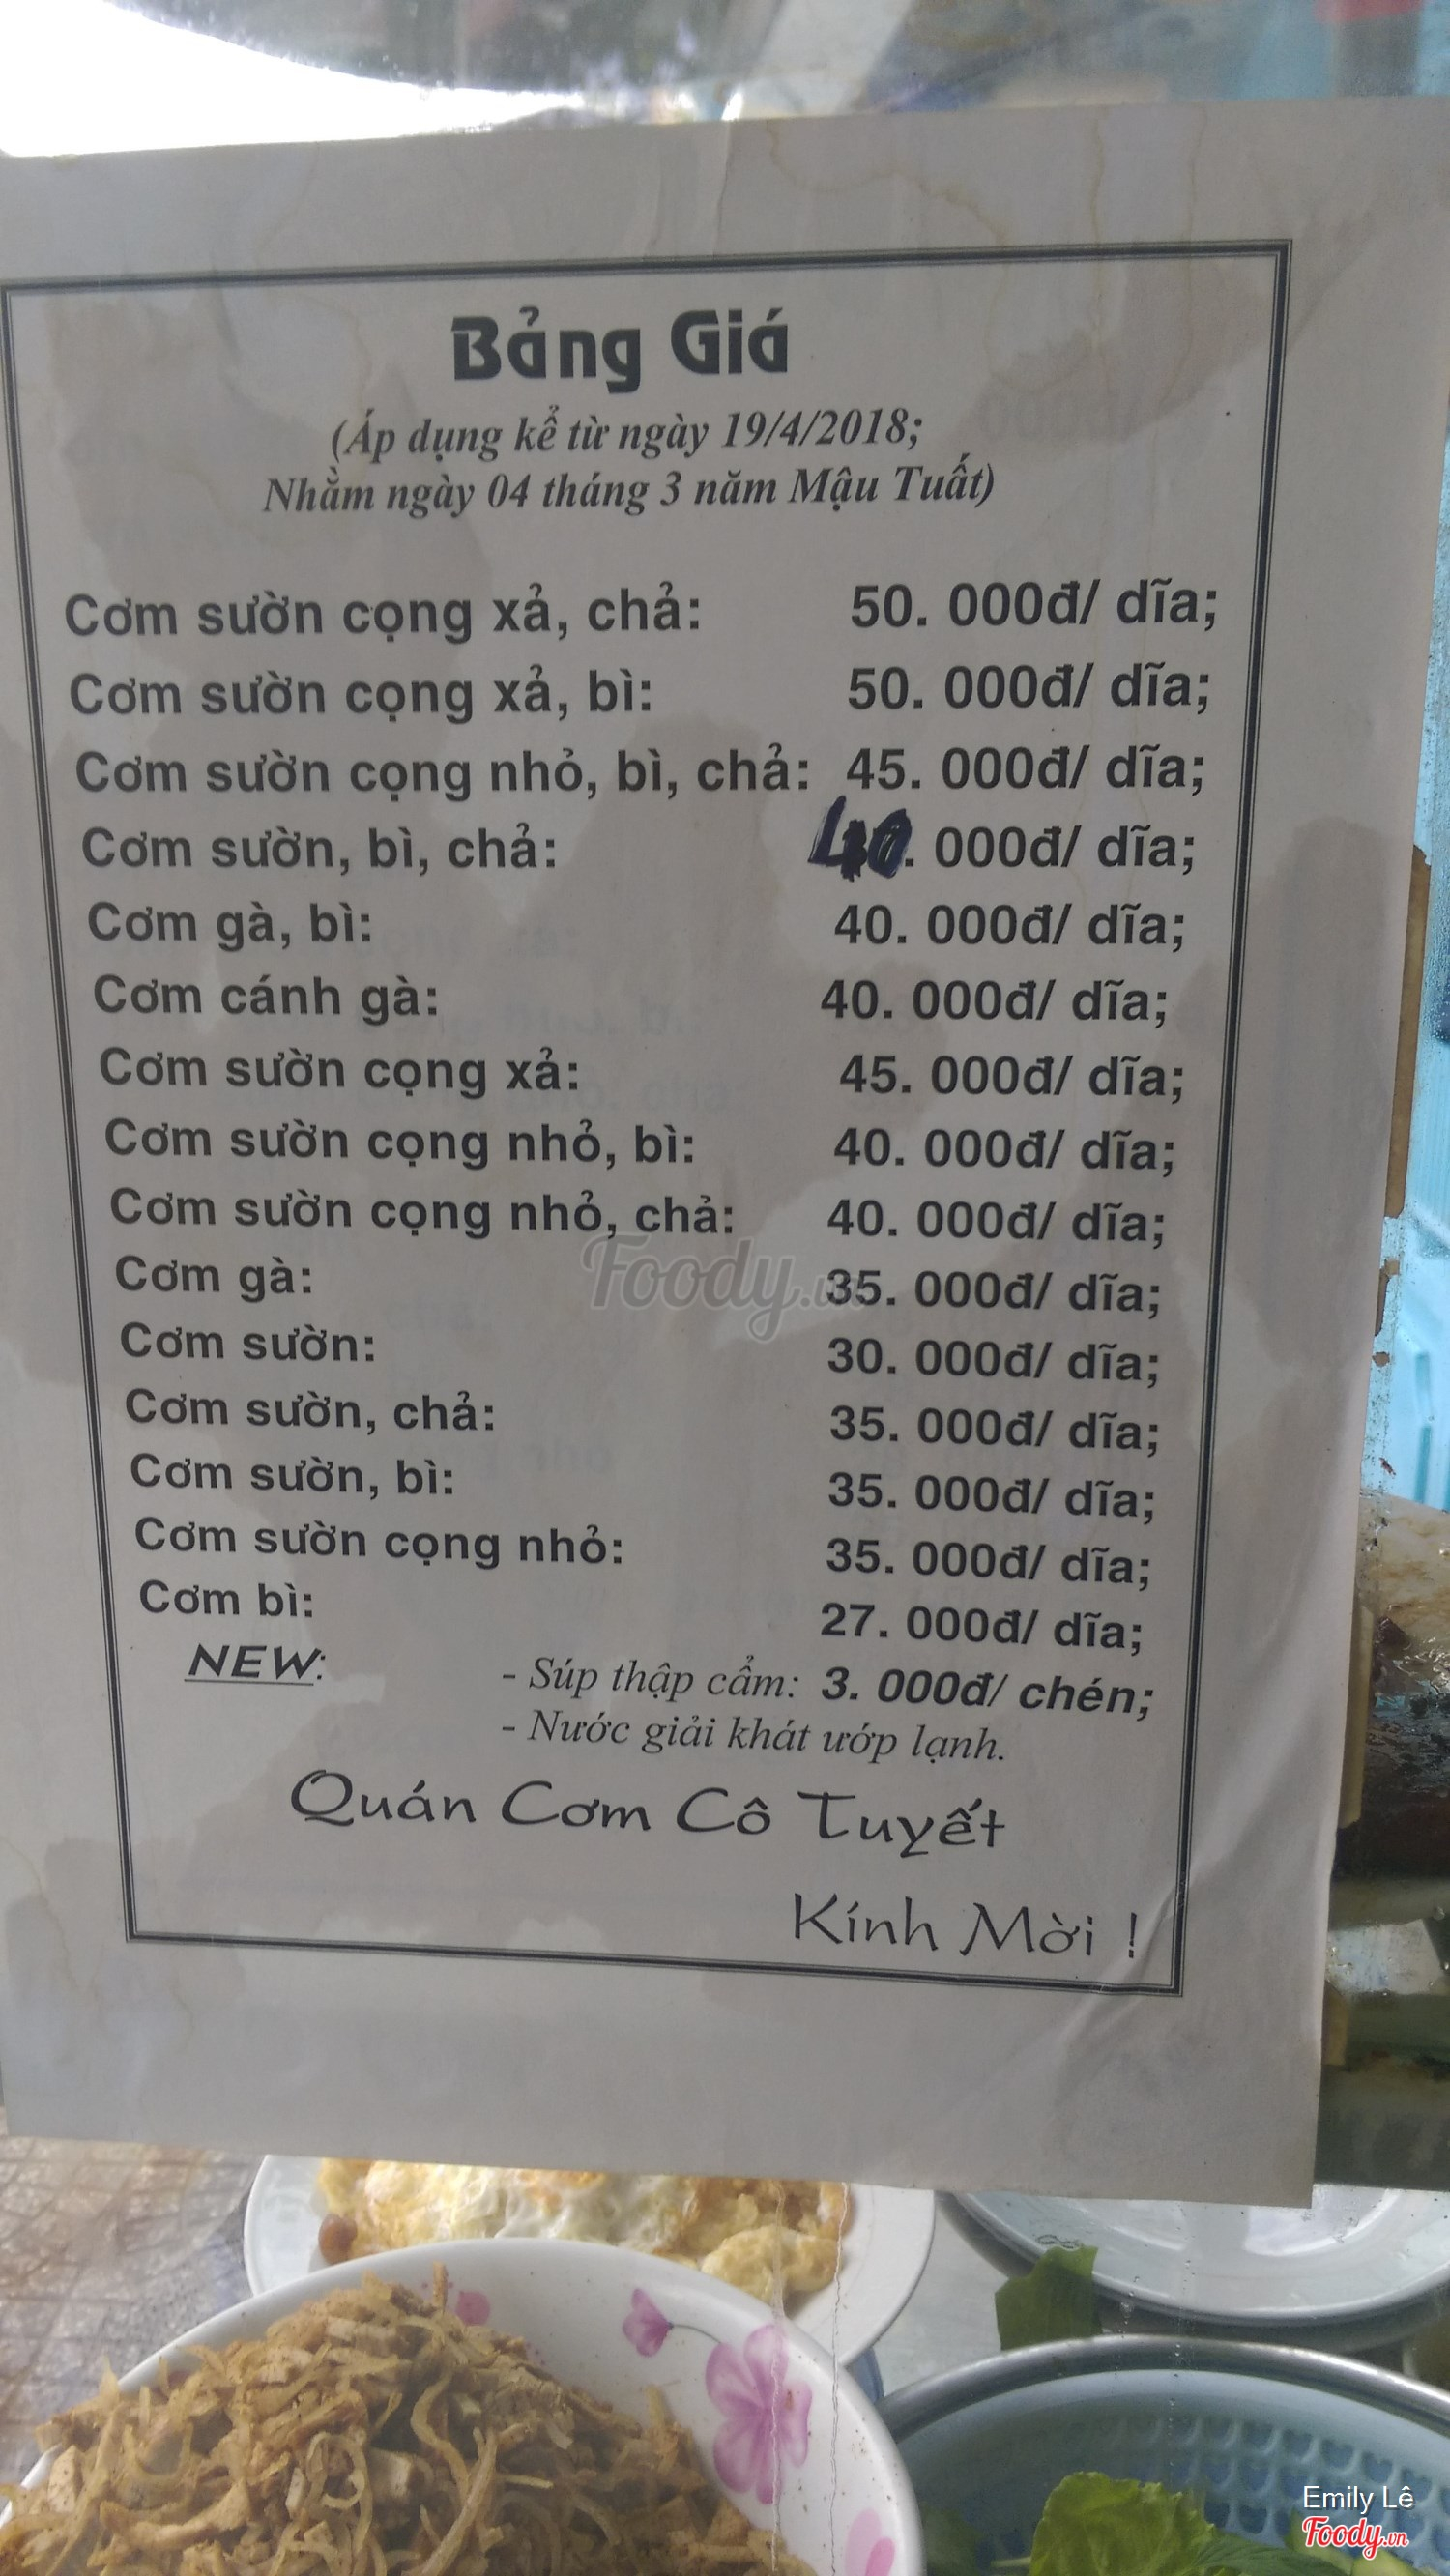 Bảng Giá
(Áp dụng kể từ ngày 19/4/2018;
Nhằm ngày 04 tháng 3 năm Mậu Tuất)
Cơm sườn cọng xả, chả: 50. 000đ/ dĩa;
Cơm sườn cọng xả, bì: 50. 000đ/ dĩa;
Cơm sườn cọng nhỏ, bì, chả: 45. 000đ/ dĩa;
Cơm sườn, bì, chả: 40. 000đ/ dĩa;
Cơm gà, bì: 40. 000đ/ dĩa;
Cơm cánh gà: 40. 000đ/ dĩa;
Cơm sườn cọng xả: 45. 000đ/ dĩa;
Cơm sườn cọng nhỏ, bì: 40. 000đ/ dĩa;
Cơm sườn cọng nhỏ, chả: 40. 000đ/ dĩa;
Cơm gà: 35. 000đ/ dĩa;
Foody.vn
Cơm sườn: 30. 000đ/ dĩa;
Cơm sườn, chả: 35. 000đ/ dĩa;
Cơm sườn, bì: 35. 000đ/ dĩa;
Cơm sườn cọng nhỏ: 35. 000đ/ dĩa;
Cơm bì: 27. 000đ/ dĩa;
NEW: - Súp thập cẩm: 3. 000đ/ chén;
- Nước giải khát ướp lạnh.
Quán Cơm Cô Tuyết
Kính Mời !
Emily Lê
Foody.vn